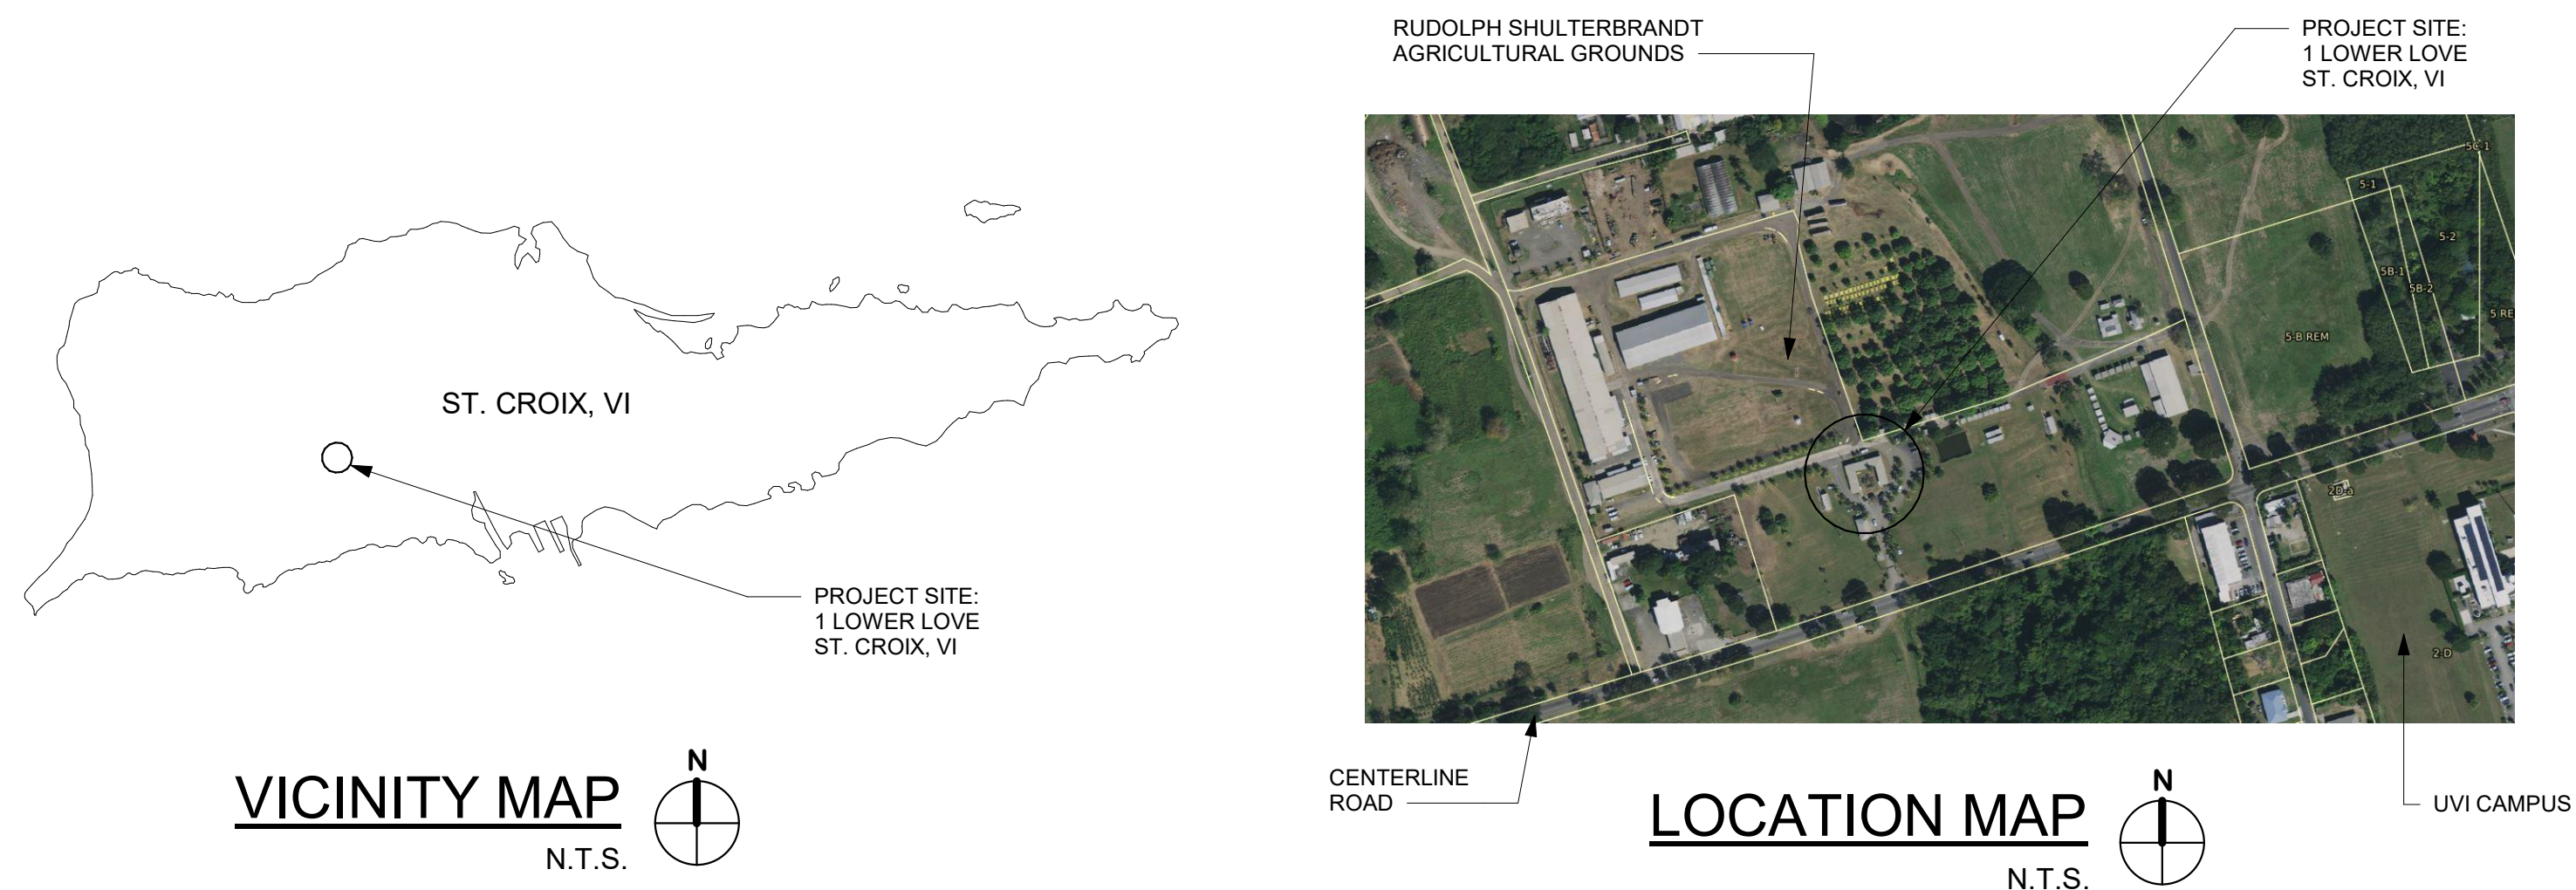 RUDOLPH SHULTERBRANDT
AGRICULTURAL GROUNDS
PROJECT SITE:
1 LOWER LOVE
ST. CROIX, VI
5C-1
5-1
5-2
5B-1
5B-2
5 RE
5-B REM
2D-a
2-D
ST. CROIX, VI
PROJECT SITE:
1 LOWER LOVE
ST. CROIX, VI
VICINITY MAP
N
N.T.S.
CENTERLINE
ROAD
LOCATION MAP
N
N.T.S.
UVI CAMPUS